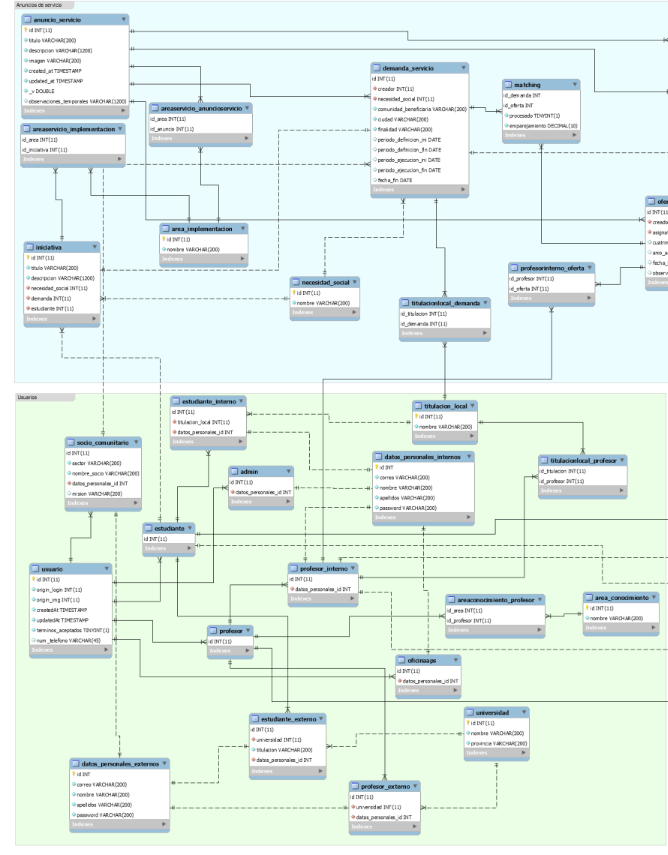 Anuncios de servicio
anuncio_servicio
id INT(11)
titulo VARCHAR(200)
descripcion VARCHAR(1200)
imagen VARCHAR(200)
created_at TIMESTAMP
updated_at TIMESTAMP
_v DOUBLE
observaciones_temporales VARCHAR(1200)
Indexes
areaservicio_anuncioservicio
id_area INT(11)
id_anuncio INT(11)
Indexes
demanda_servicio
id INT(11)
creador INT(11)
necesidad_social INT(11)
comunidad_beneficiaria VARCHAR(200)
ciudad VARCHAR(200)
finalidad VARCHAR(200)
periodo_definicion_ini DATE
periodo_definicion_fin DATE
periodo_ejecucion_ini DATE
periodo_ejecucion_fin DATE
fecha_fin DATE
Indexes
matching
id_demanda INT
id_oferta INT
procesado TINYINT(1)
emparejamiento DECIMAL(10)
Indexes
areaservicio_implementacion
id_area INT(11)
id_iniciativa INT(11)
Indexes
area_implementacion
id INT(11)
nombre VARCHAR(200)
Indexes
iniciativa
id INT(11)
titulo VARCHAR(200)
descripcion VARCHAR(1200)
necesidad_social INT(11)
demanda INT(11)
estudiante INT(11)
Indexes
necesidad_social
id INT(11)
nombre VARCHAR(200)
Indexes
titulacionlocal_demanda
id_titulacion INT(11)
id_demanda INT(11)
Indexes
profesorinterno_oferta
id_profesor INT(11)
id_oferta INT(11)
Indexes
id INT(11)
Indexes
Usuarios
estudiante_interno
id INT(11)
titulacion_local INT(11)
datos_personales_id INT
Indexes
titulacion_local
id INT(11)
nombre VARCHAR(200)
Indexes
socio_comunitario
id INT(11)
sector VARCHAR(200)
nombre_socio VARCHAR(200)
datos_personales_id INT
mision VARCHAR(200)
Indexes
admin
id INT(11)
datos_personales_id INT
Indexes
datos_personales_internos
id INT
correo VARCHAR(200)
nombre VARCHAR(200)
apellidos VARCHAR(200)
password VARCHAR(200)
Indexes
titulacionlocal_profesor
id_titulacion INT(11)
id_profesor INT(11)
Indexes
estudiante
id INT(11)
Indexes
usuario
id INT(11)
origin_login INT(11)
origin_img INT(11)
createdAt TIMESTAMP
updatedAt TIMESTAMP
terminos_aceptados TINYINT(1)
num_telefono VARCHAR(45)
Indexes
profesor_interno
id INT(11)
datos_personales_id INT
Indexes
areaconocimiento_profesor
id_area INT(11)
id_profesor INT(11)
Indexes
area_conocimiento
id INT(11)
nombre VARCHAR(200)
Indexes
profesor
id INT(11)
Indexes
oficinaaps
id INT(11)
datos_personales_id INT
Indexes
estudiante_externo
id INT(11)
universidad INT(11)
titulacion VARCHAR(200)
datos_personales_id INT
Indexes
universidad
id INT(11)
nombre VARCHAR(200)
provincia VARCHAR(200)
Indexes
datos_personales_externos
id INT
correo VARCHAR(200)
nombre VARCHAR(200)
apellidos VARCHAR(200)
password VARCHAR(200)
Indexes
profesor_externo
id INT(11)
universidad INT(11)
datos_personales_id INT
Indexes